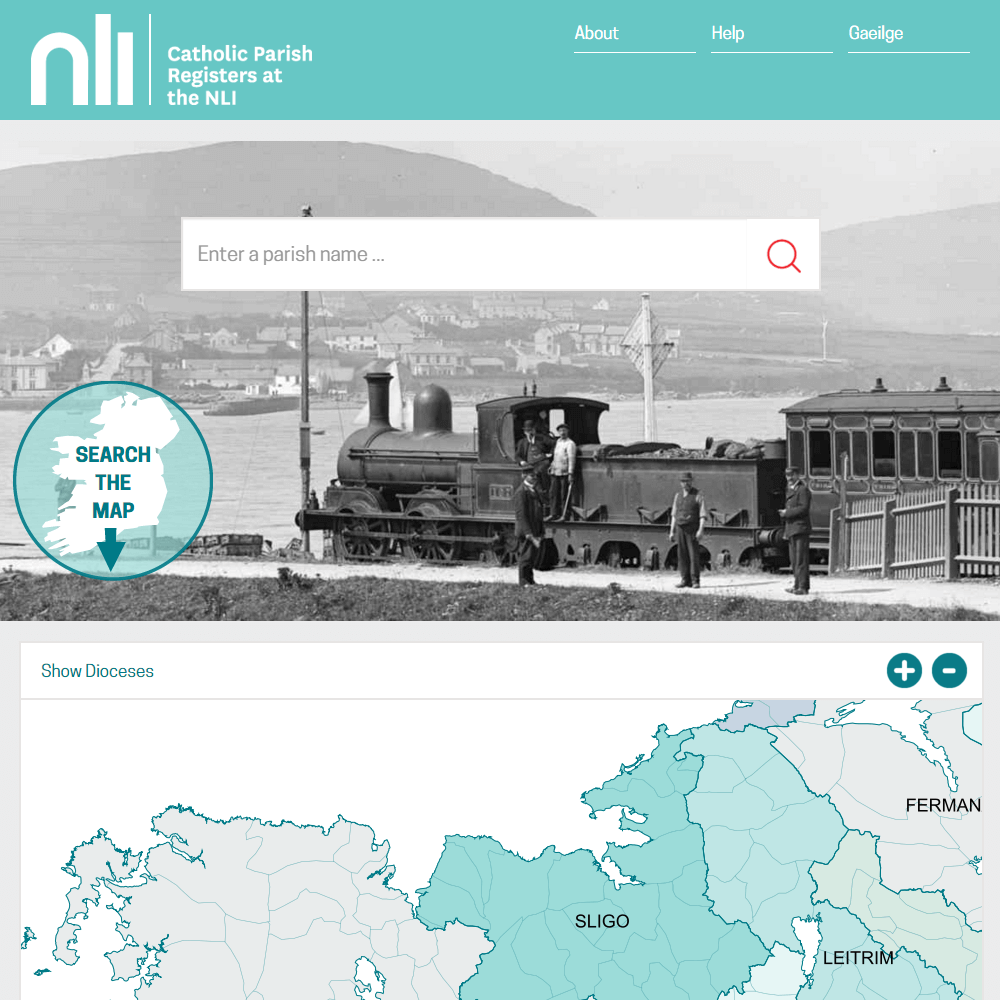 nli
Catholic Parish
Registers at
the NLI
About
Help
Gaeilge
Enter a parish name ...
SEARCH
THE
MAP
Show Dioceses
FERMAN
SLIGO
LEITRIM